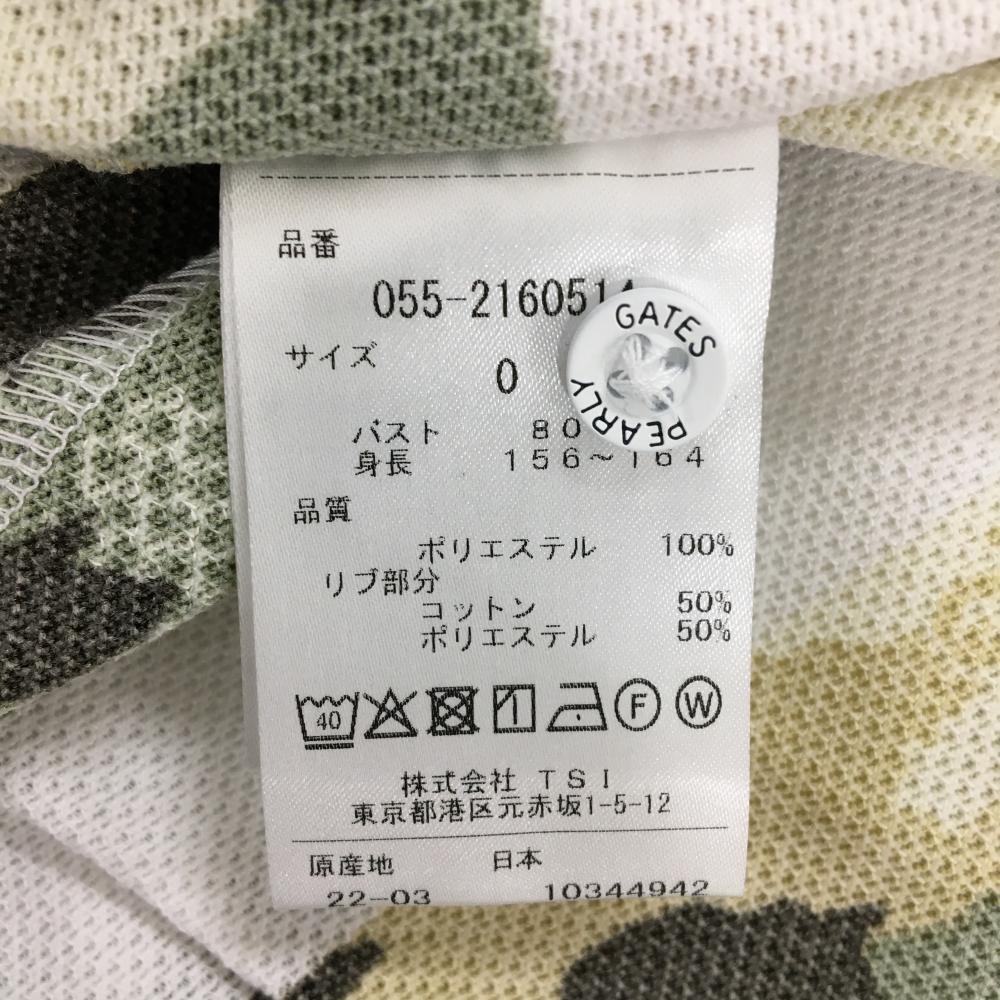 品番
055-2160514
GATES
PEARLY
サイズ
0
バスト 80
身長 156~164
品質
ポリエステル 100%
リブ部分
コットン 50%
ポリエステル 50%
40 F W
株式会社 TSI
東京都港区元赤坂1-5-12
原産地 日本
22-03 10344942